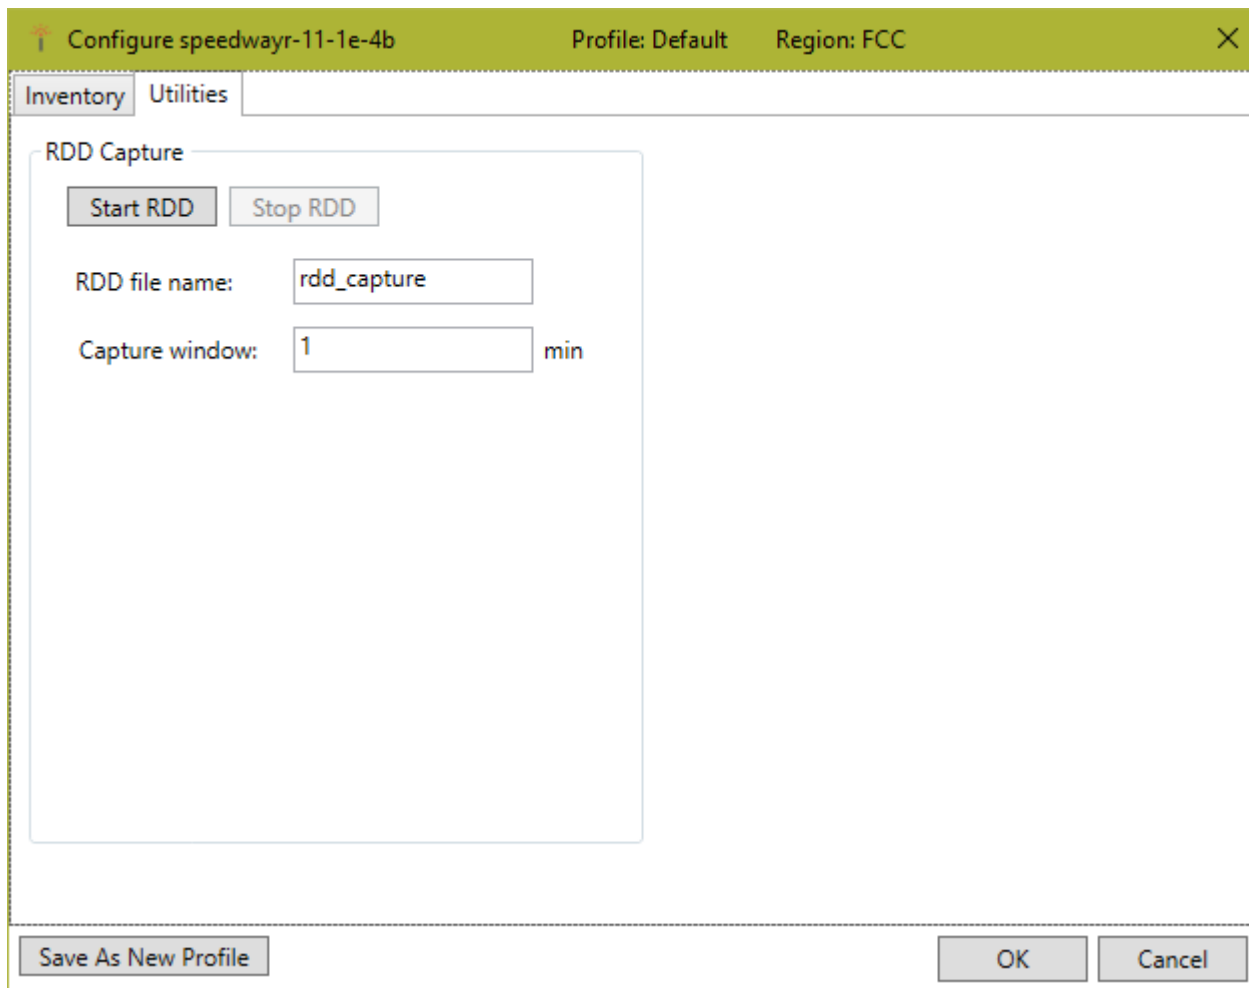 Configure speedwayr-11-1e-4b Profile: Default Region: FCC
Inventory Utilities
RDD Capture
Start RDD Stop RDD
RDD file name: rdd_capture
Capture window: 1 min
Save As New Profile OK Cancel